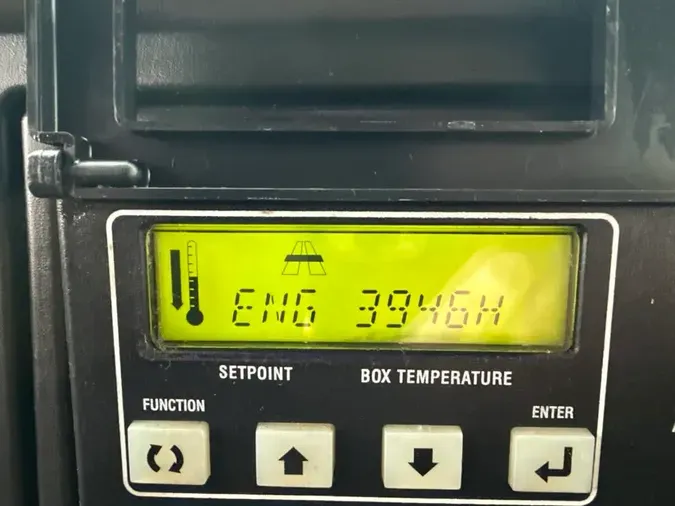 ENG 3946H
SETPOINT BOX TEMPERATURE
FUNCTION ENTER